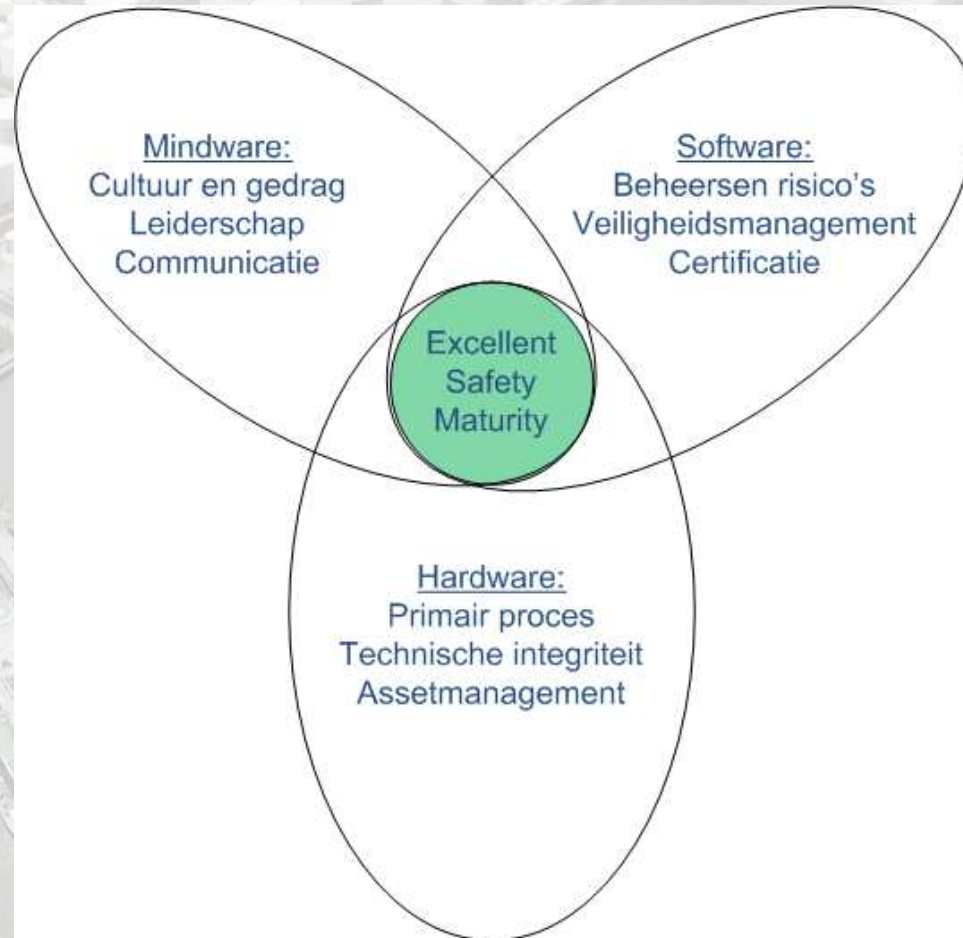 Mindware:
Cultuur en gedrag
Leiderschap
Communicatie
Software:
Beheersen risico's
Veiligheidsmanagement
Certificatie
Excellent
Safety
Maturity
Hardware:
Primair proces
Technische integriteit
Assetmanagement